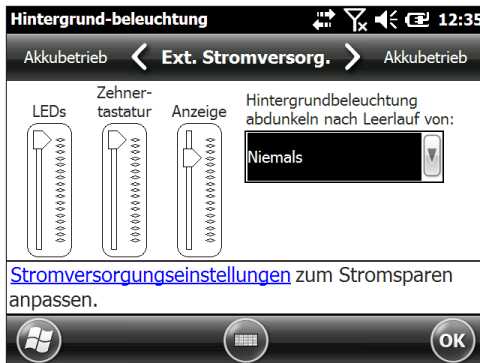 Hintergrund-beleuchtung 12:35
Akkubetrieb Ext. Stromversorg. Akkubetrieb
LEDs
Zehner-
tastatur
Anzeige
Hintergrundbeleuchtung
abdunkeln nach Leerlauf von:
Niemals
Stromversorgungseinstellungen zum Stromsparen
anpassen.
OK